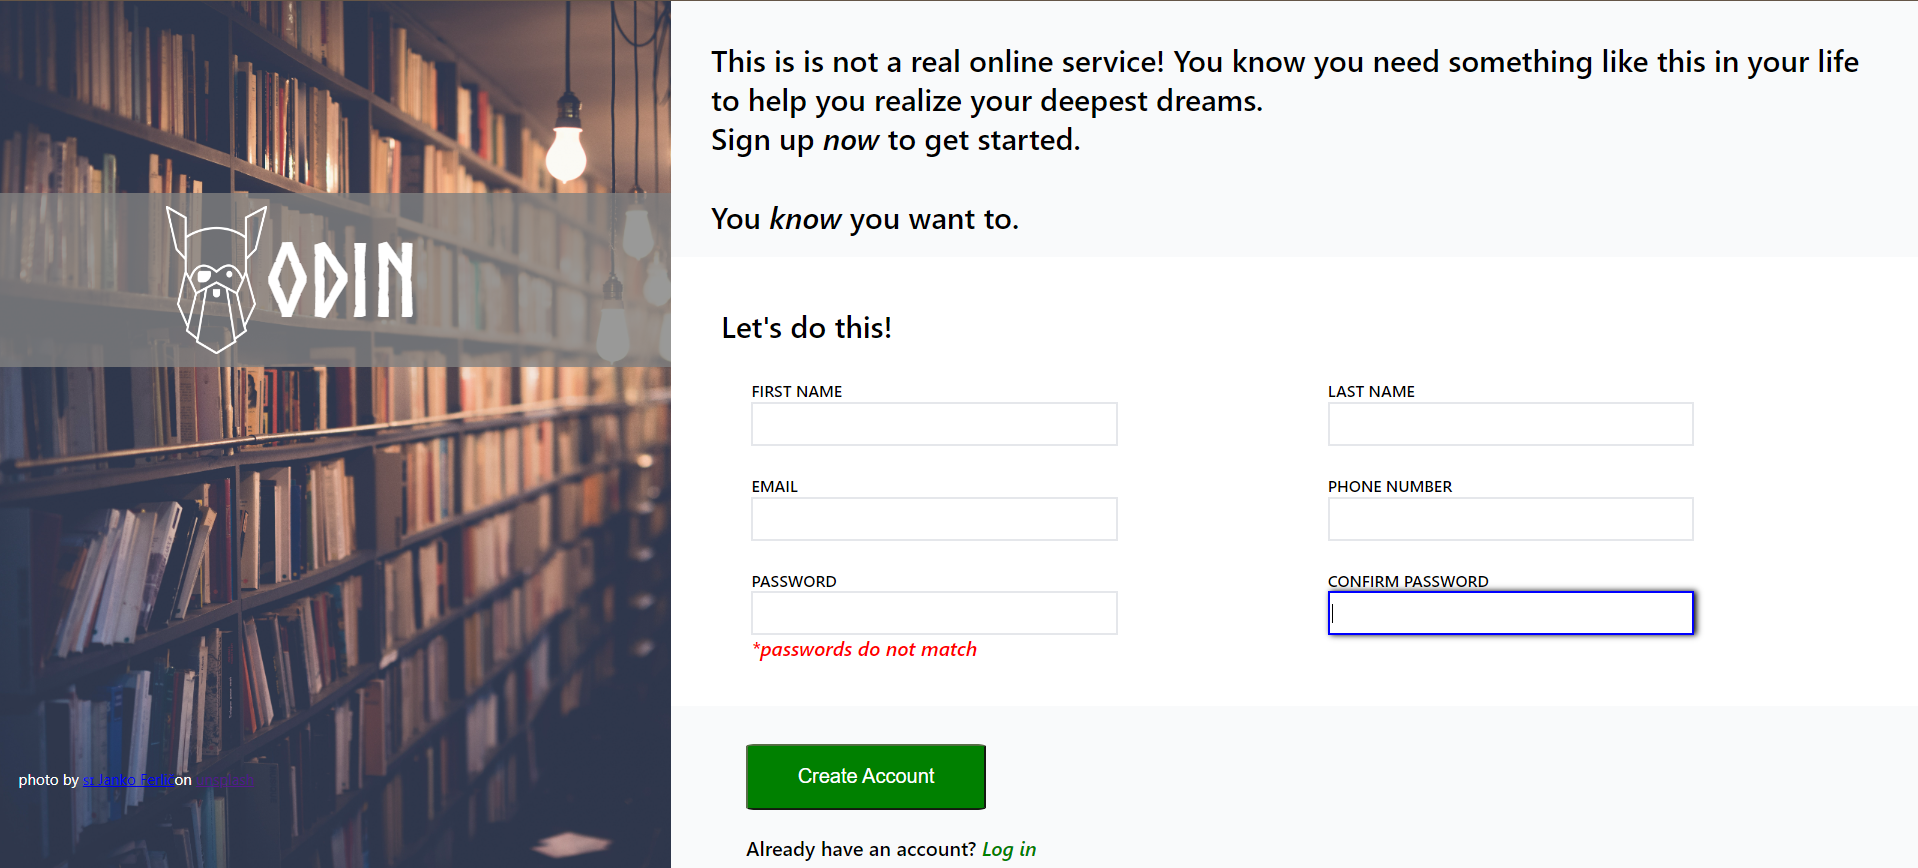 ODIN
photo by sr Janko Ferlič on
This is is not a real online service! You know you need something like this in your life
to help you realize your deepest dreams.
Sign up now to get started.
You know you want to.
Let's do this!
FIRST NAME
LAST NAME
EMAIL
PHONE NUMBER
PASSWORD
CONFIRM PASSWORD
*passwords do not match
Create Account
Already have an account? Log in